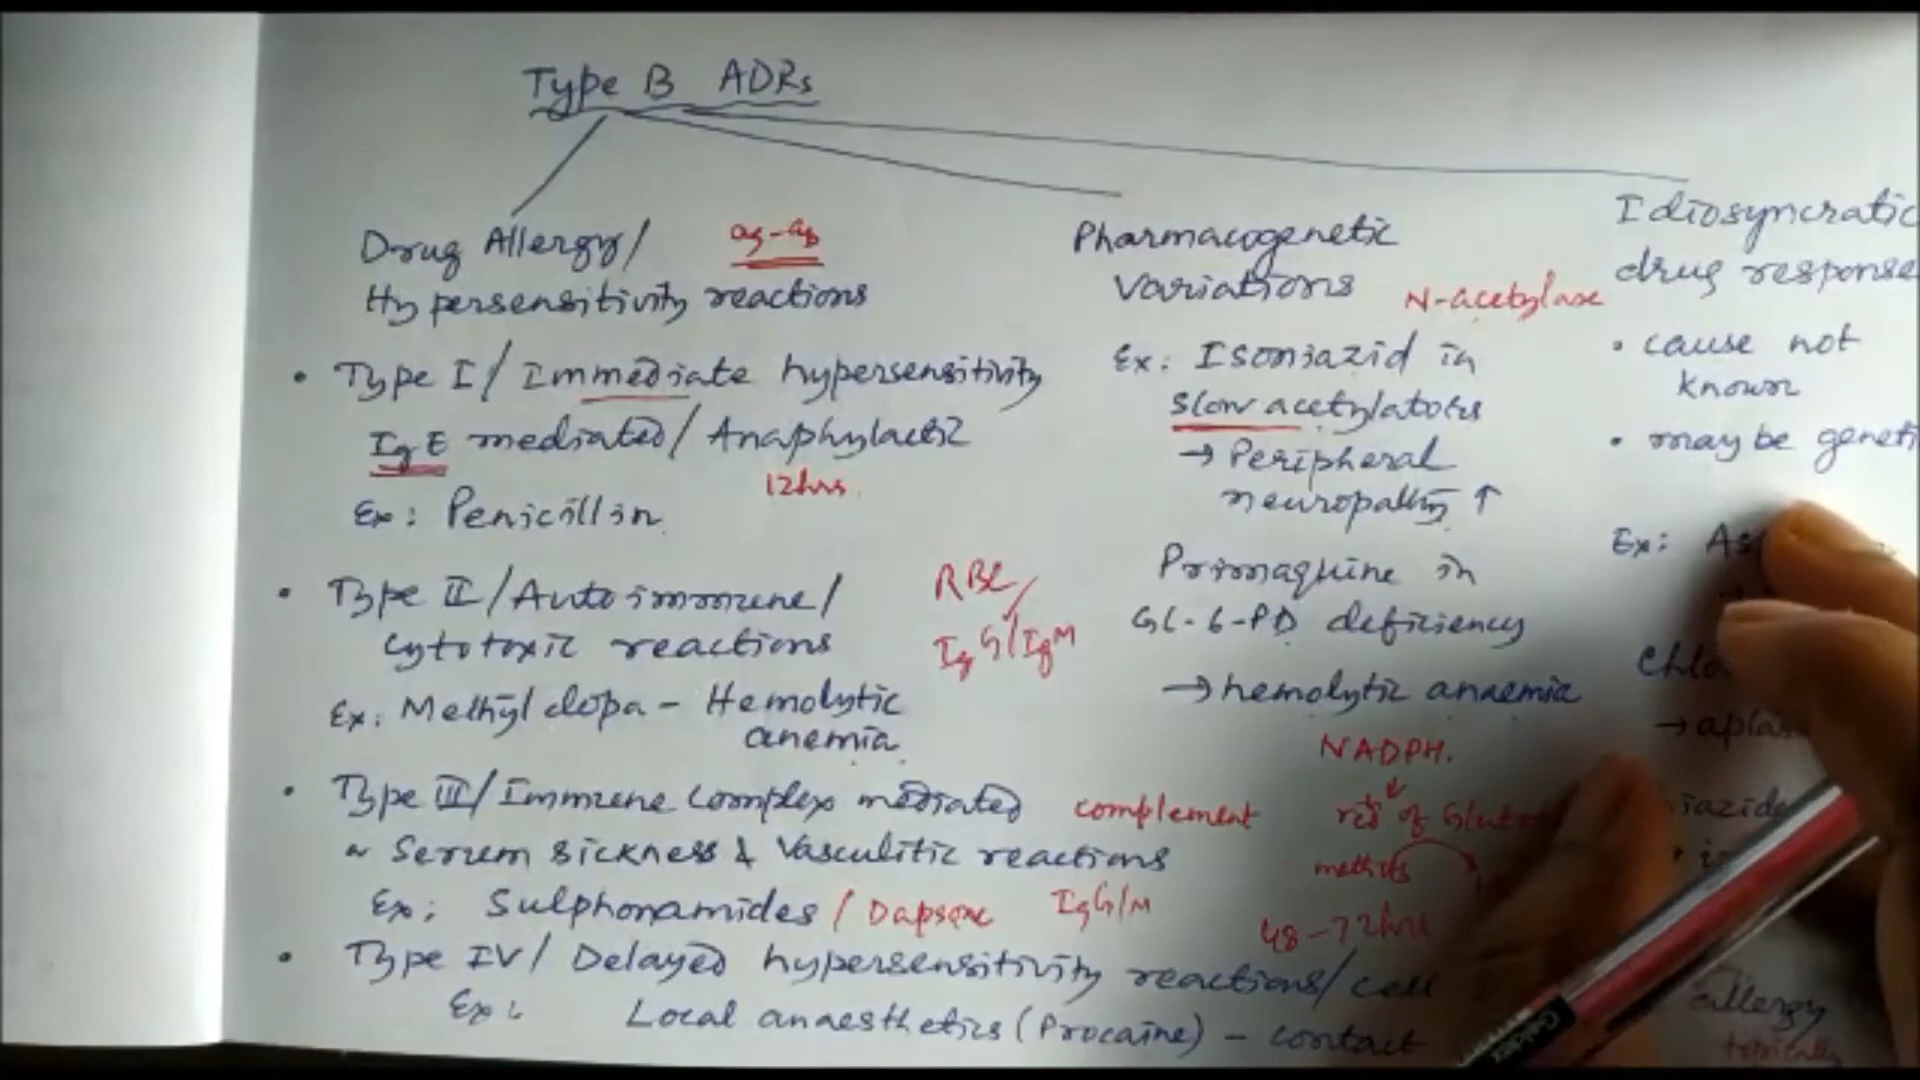 Type B ADRs
Drug Allergy/ ag-ab
Hypersensitivity reactions
• Type I/ Immediate hypersensitivity
IgE mediated/ Anaphylactic
12hrs
Ex: Penicillin
• Type II/Autoimmune/
cytotoxic reactions
RBC/
IgG/IgM
Ex: Methyldopa - Hemolytic
anemia
• Type III/Immune complex mediated complement
Serum sickness & Vasculitic reactions
Ex: Sulphonamides / Dapsone IgG/M
• Type IV/ Delayed hypersensitivity reactions/cell
48-72hrs
Ex: Local anaesthetics (Procaine) - contact
Pharmacogenetic
Variations
N-acetylase
Ex: Isoniazid in
slow acetylators
→ Peripheral
neuropathy ↑
Primaquine in
G-6-PD deficiency
→ hemolytic anaemia
NADPH.
↓
of
Idiosyncratic
drug response
• cause not
known
• may be
Ex:
→
allergy
topically